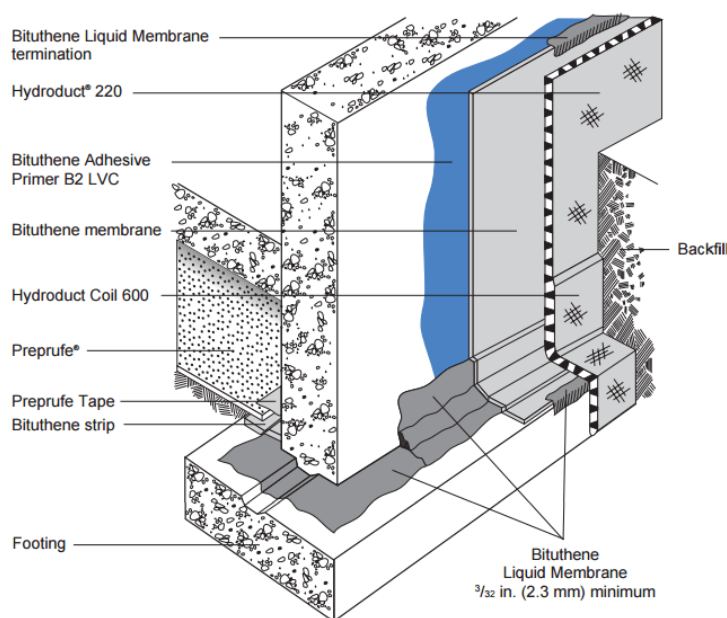 Bituthene Liquid Membrane
termination
Hydroduct® 220
Bituthene Adhesive
Primer B2 LVC
Bituthene membrane
Hydroduct Coil 600
Preprufe®
Preprufe Tape
Bituthene strip
Footing
Backfill
Bituthene
Liquid Membrane
3/32 in. (2.3 mm) minimum